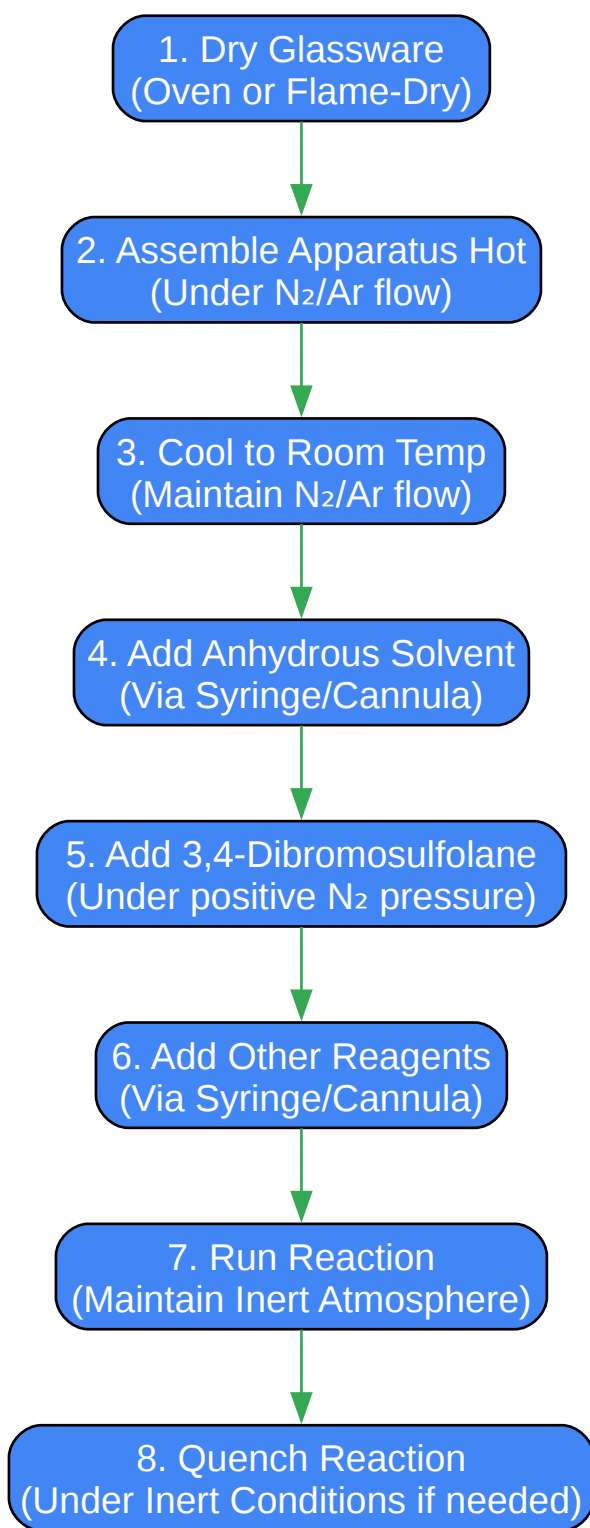 1. Dry Glassware
(Oven or Flame-Dry)
2. Assemble Apparatus Hot
(Under N₂/Ar flow)
3. Cool to Room Temp
(Maintain N₂/Ar flow)
4. Add Anhydrous Solvent
(Via Syringe/Cannula)
5. Add 3,4-Dibromosulfolane
(Under positive N₂ pressure)
6. Add Other Reagents
(Via Syringe/Cannula)
7. Run Reaction
(Maintain Inert Atmosphere)
8. Quench Reaction
(Under Inert Conditions if needed)